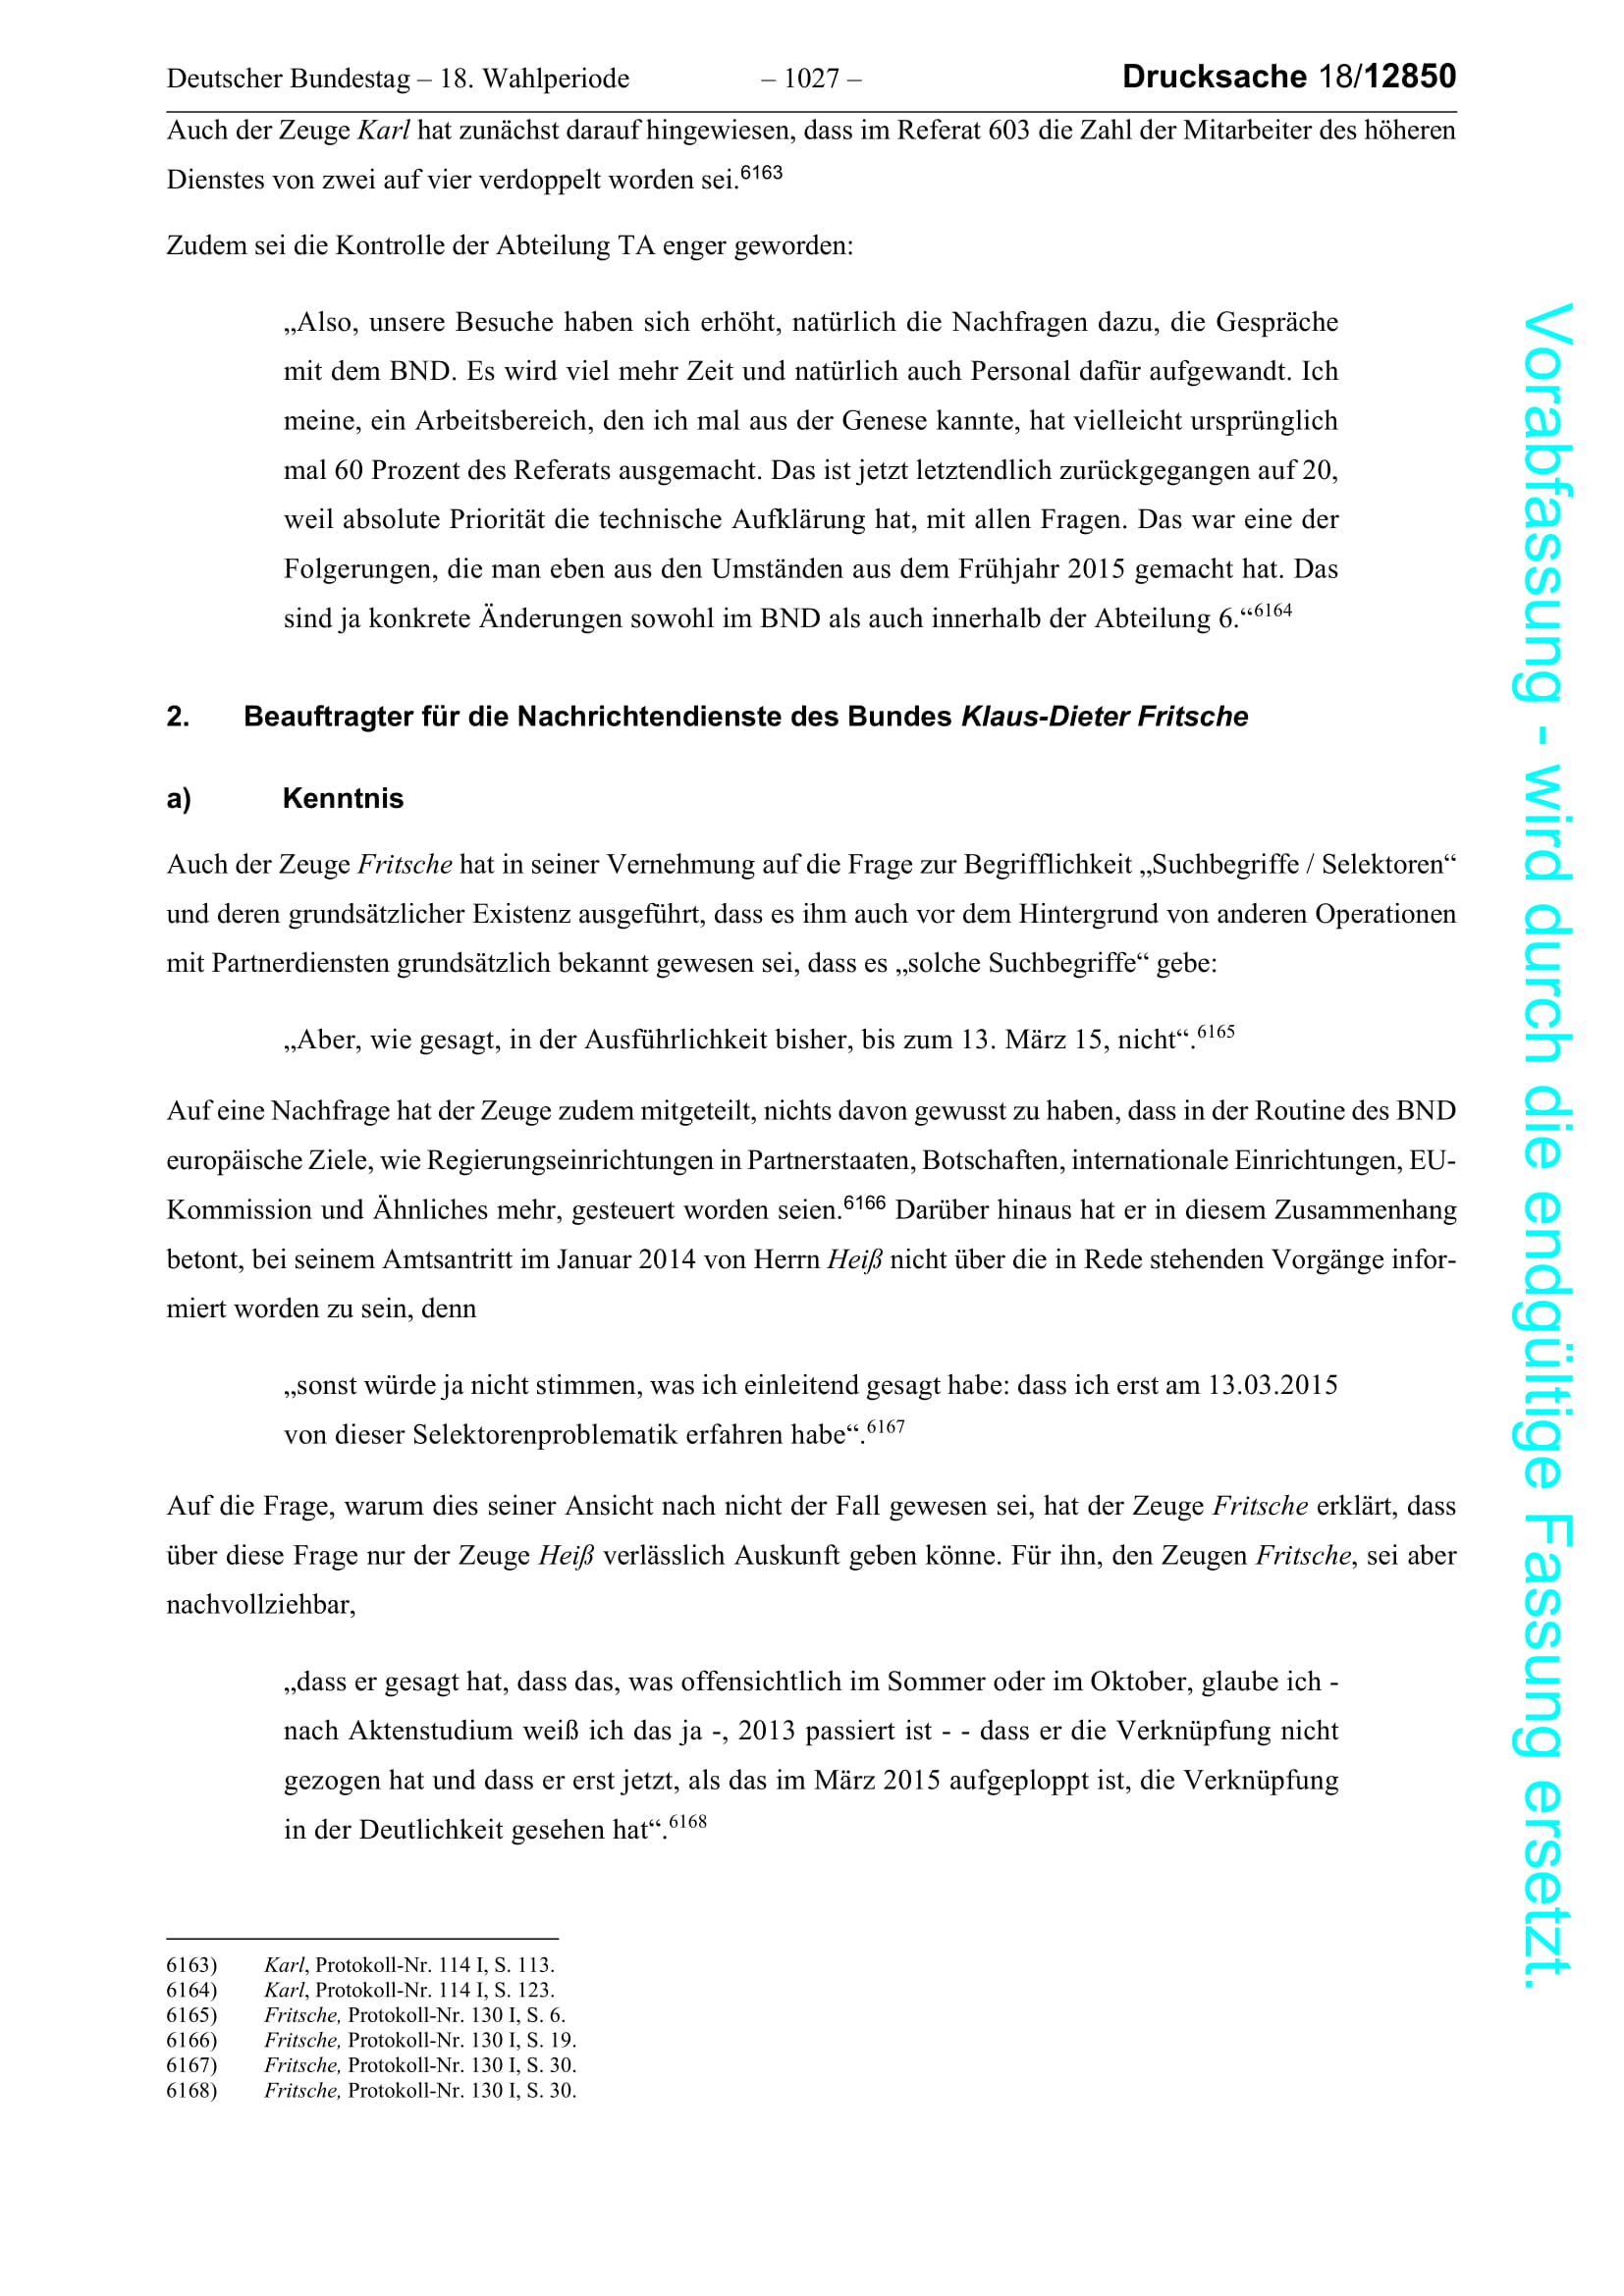 Deutscher Bundestag – 18. Wahlperiode – 1027 – Drucksache 18/12850
Auch der Zeuge Karl hat zunächst darauf hingewiesen, dass im Referat 603 die Zahl der Mitarbeiter des höheren
Dienstes von zwei auf vier verdoppelt worden sei.6163
Zudem sei die Kontrolle der Abteilung TA enger geworden:
„Also, unsere Besuche haben sich erhöht, natürlich die Nachfragen dazu, die Gespräche
mit dem BND. Es wird viel mehr Zeit und natürlich auch Personal dafür aufgewandt. Ich
meine, ein Arbeitsbereich, den ich mal aus der Genese kannte, hat vielleicht ursprünglich
mal 60 Prozent des Referats ausgemacht. Das ist jetzt letztendlich zurückgegangen auf 20,
weil absolute Priorität die technische Aufklärung hat, mit allen Fragen. Das war eine der
Folgerungen, die man eben aus den Umständen aus dem Frühjahr 2015 gemacht hat. Das
sind ja konkrete Änderungen sowohl im BND als auch innerhalb der Abteilung 6.“6164
2. Beauftragter für die Nachrichtendienste des Bundes Klaus-Dieter Fritsche
a) Kenntnis
Auch der Zeuge Fritsche hat in seiner Vernehmung auf die Frage zur Begrifflichkeit „Suchbegriffe / Selektoren“
und deren grundsätzlicher Existenz ausgeführt, dass es ihm auch vor dem Hintergrund von anderen Operationen
mit Partnerdiensten grundsätzlich bekannt gewesen sei, dass es „solche Suchbegriffe“ gebe:
„Aber, wie gesagt, in der Ausführlichkeit bisher, bis zum 13. März 15, nicht“.6165
Auf eine Nachfrage hat der Zeuge zudem mitgeteilt, nichts davon gewusst zu haben, dass in der Routine des BND
europäische Ziele, wie Regierungseinrichtungen in Partnerstaaten, Botschaften, internationale Einrichtungen, EU-
Kommission und Ähnliches mehr, gesteuert worden seien.6166 Darüber hinaus hat er in diesem Zusammenhang
betont, bei seinem Amtsantritt im Januar 2014 von Herrn Heiß nicht über die in Rede stehenden Vorgänge infor-
miert worden zu sein, denn
„sonst würde ja nicht stimmen, was ich einleitend gesagt habe: dass ich erst am 13.03.2015
von dieser Selektorenproblematik erfahren habe“.6167
Auf die Frage, warum dies seiner Ansicht nach nicht der Fall gewesen sei, hat der Zeuge Fritsche erklärt, dass
über diese Frage nur der Zeuge Heiß verlässlich Auskunft geben könne. Für ihn, den Zeugen Fritsche, sei aber
nachvollziehbar,
„dass er gesagt hat, dass das, was offensichtlich im Sommer oder im Oktober, glaube ich -
nach Aktenstudium weiß ich das ja -, 2013 passiert ist - - dass er die Verknüpfung nicht
gezogen hat und dass er erst jetzt, als das im März 2015 aufgeploppt ist, die Verknüpfung
in der Deutlichkeit gesehen hat“.6168
6163) Karl, Protokoll-Nr. 114 I, S. 113.
6164) Karl, Protokoll-Nr. 114 I, S. 123.
6165) Fritsche, Protokoll-Nr. 130 I, S. 6.
6166) Fritsche, Protokoll-Nr. 130 I, S. 19.
6167) Fritsche, Protokoll-Nr. 130 I, S. 30.
6168) Fritsche, Protokoll-Nr. 130 I, S. 30.
Vorabfassung - wird durch die endgültige Fassung ersetzt.